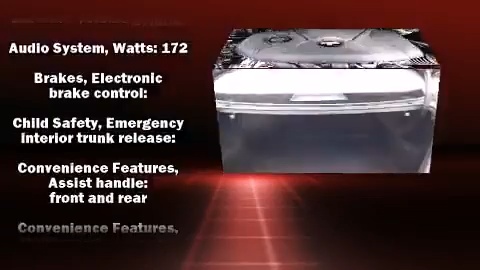 Audio System, Watts: 172
Brakes, Electronic
brake control:
Child Safety, Emergency
interior trunk release:
Convenience Features,
Assist handle:
front and rear
Convenience Features,